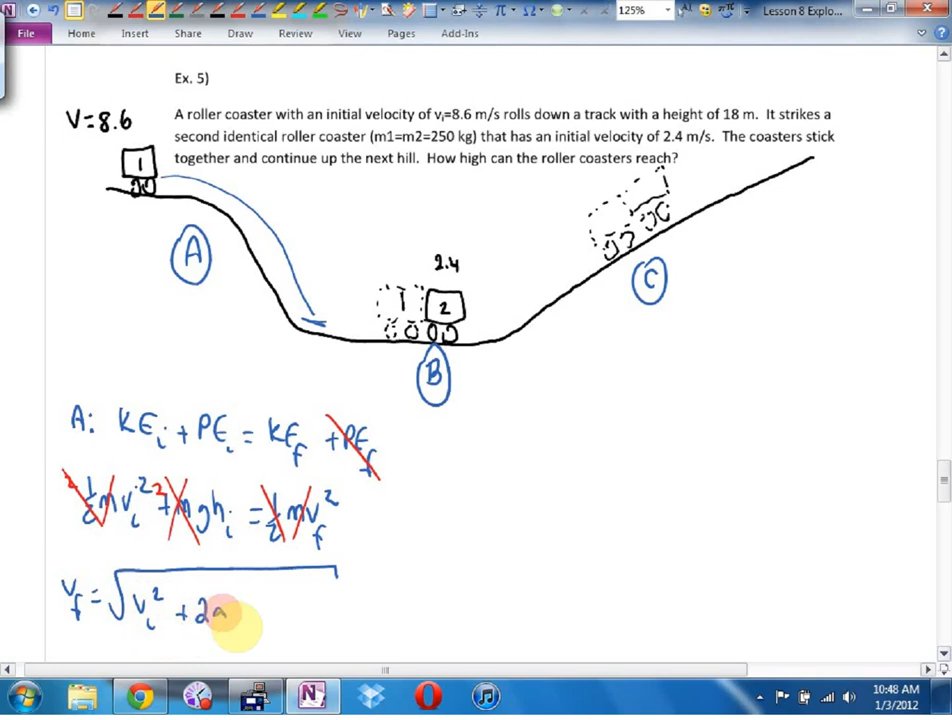 125%
Lesson 8 Explo...
File Home Insert Share Draw Review View Pages Add-Ins
Ex. 5)
V=8.6
A roller coaster with an initial velocity of vᵢ=8.6 m/s rolls down a track with a height of 18 m. It strikes a
second identical roller coaster (m1=m2=250 kg) that has an initial velocity of 2.4 m/s. The coasters stick
together and continue up the next hill. How high can the roller coasters reach?
1
A
2.4
1 2
C
B
A: KEᵢ + PEᵢ = KE_f + PE_f
2 ½mvᵢ² + 2 mghᵢ = ½mv_f²
v_f = √vᵢ² + 2a
10:48 AM
1/3/2012